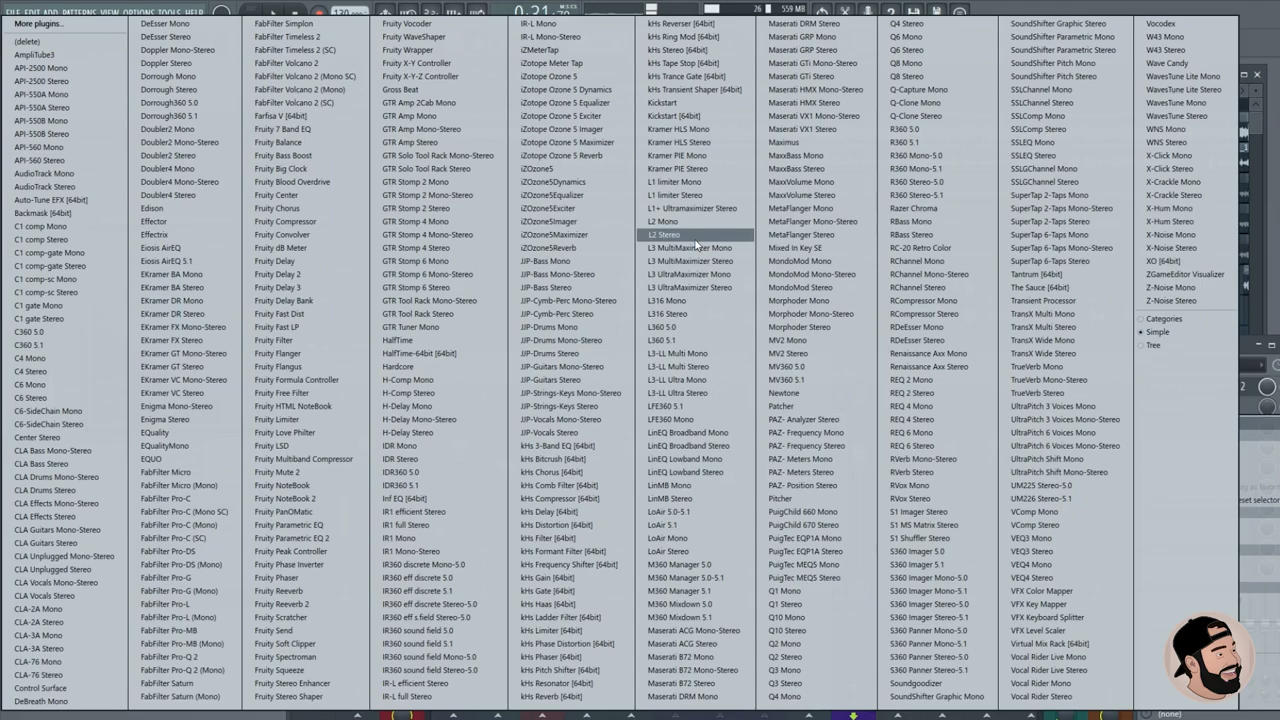 FILE EDIT ADD PATTERNS VIEW OPTIONS TOOLS HELP
130.000
0:31.70
26
559 MB
More plugins...
(delete)
AmpliTube3
API-2500 Mono
API-2500 Stereo
API-550A Mono
API-550A Stereo
API-550B Mono
API-550B Stereo
API-560 Mono
API-560 Stereo
AudioTrack Mono
AudioTrack Stereo
Auto-Tune EFX [64bit]
Backmask [64bit]
C1 comp Mono
C1 comp Stereo
C1 comp-gate Mono
C1 comp-gate Stereo
C1 comp-sc Mono
C1 comp-sc Stereo
C1 gate Mono
C1 gate Stereo
C360 5.0
C360 5.1
C4 Mono
C4 Stereo
C6 Mono
C6 Stereo
C6-SideChain Mono
C6-SideChain Stereo
Center Stereo
CLA Bass Mono-Stereo
CLA Bass Stereo
CLA Drums Mono-Stereo
CLA Drums Stereo
CLA Effects Mono-Stereo
CLA Effects Stereo
CLA Guitars Mono-Stereo
CLA Guitars Stereo
CLA Unplugged Mono-Stereo
CLA Unplugged Stereo
CLA Vocals Mono-Stereo
CLA Vocals Stereo
CLA-2A Mono
CLA-2A Stereo
CLA-3A Mono
CLA-3A Stereo
CLA-76 Mono
CLA-76 Stereo
Control Surface
DeBreath Mono
DeEsser Mono
DeEsser Stereo
Doppler Mono-Stereo
Doppler Stereo
Dorrough Mono
Dorrough Stereo
Dorrough360 5.0
Dorrough360 5.1
Doubler2 Mono
Doubler2 Mono-Stereo
Doubler2 Stereo
Doubler4 Mono
Doubler4 Mono-Stereo
Doubler4 Stereo
Edison
Effector
Effectrix
Eiosis AirEQ
Eiosis AirEQ 5.1
EKramer BA Mono
EKramer BA Stereo
EKramer DR Mono
EKramer DR Stereo
EKramer FX Mono-Stereo
EKramer FX Stereo
EKramer GT Mono-Stereo
EKramer GT Stereo
EKramer VC Mono-Stereo
EKramer VC Stereo
Enigma Mono-Stereo
Enigma Stereo
EQuality
EQualityMono
EQUO
FabFilter Micro
FabFilter Micro (Mono)
FabFilter Pro-C
FabFilter Pro-C (Mono SC)
FabFilter Pro-C (Mono)
FabFilter Pro-C (SC)
FabFilter Pro-DS
FabFilter Pro-DS (Mono)
FabFilter Pro-G
FabFilter Pro-G (Mono)
FabFilter Pro-L
FabFilter Pro-L (Mono)
FabFilter Pro-MB
FabFilter Pro-MB (Mono)
FabFilter Pro-Q 2
FabFilter Pro-Q 2 (Mono)
FabFilter Saturn
FabFilter Saturn (Mono)
FabFilter Simplon
FabFilter Timeless 2
FabFilter Timeless 2 (SC)
FabFilter Volcano 2
FabFilter Volcano 2 (Mono SC)
FabFilter Volcano 2 (Mono)
FabFilter Volcano 2 (SC)
Farfisa V [64bit]
Fruity 7 Band EQ
Fruity Balance
Fruity Bass Boost
Fruity Big Clock
Fruity Blood Overdrive
Fruity Center
Fruity Chorus
Fruity Compressor
Fruity Convolver
Fruity dB Meter
Fruity Delay
Fruity Delay 2
Fruity Delay 3
Fruity Delay Bank
Fruity Fast Dist
Fruity Fast LP
Fruity Filter
Fruity Flanger
Fruity Flangus
Fruity Formula Controller
Fruity Free Filter
Fruity HTML NoteBook
Fruity Limiter
Fruity Love Philter
Fruity LSD
Fruity Multiband Compressor
Fruity Mute 2
Fruity NoteBook
Fruity NoteBook 2
Fruity PanOMatic
Fruity Parametric EQ
Fruity Parametric EQ 2
Fruity Peak Controller
Fruity Phase Inverter
Fruity Phaser
Fruity Reeverb
Fruity Reeverb 2
Fruity Scratcher
Fruity Send
Fruity Soft Clipper
Fruity Spectroman
Fruity Squeeze
Fruity Stereo Enhancer
Fruity Stereo Shaper
Fruity Vocoder
Fruity WaveShaper
Fruity Wrapper
Fruity X-Y Controller
Fruity X-Y-Z Controller
Gross Beat
GTR Amp 2Cab Mono
GTR Amp Mono
GTR Amp Mono-Stereo
GTR Amp Stereo
GTR Solo Tool Rack Mono-Stereo
GTR Solo Tool Rack Stereo
GTR Stomp 2 Mono
GTR Stomp 2 Mono-Stereo
GTR Stomp 2 Stereo
GTR Stomp 4 Mono
GTR Stomp 4 Mono-Stereo
GTR Stomp 4 Stereo
GTR Stomp 6 Mono
GTR Stomp 6 Mono-Stereo
GTR Stomp 6 Stereo
GTR Tool Rack Mono-Stereo
GTR Tool Rack Stereo
GTR Tuner Mono
HalfTime
HalfTime-64bit [64bit]
Hardcore
H-Comp Mono
H-Comp Stereo
H-Delay Mono
H-Delay Mono-Stereo
H-Delay Stereo
IDR Mono
IDR Stereo
IDR360 5.0
IDR360 5.1
Inf EQ [64bit]
IR1 efficient Stereo
IR1 full Stereo
IR1 Mono
IR1 Mono-Stereo
IR360 discrete Mono-5.0
IR360 eff discrete 5.0
IR360 eff discrete 5.1
IR360 eff discrete Stereo-5.0
IR360 eff s.field Stereo-5.0
IR360 sound field 5.0
IR360 sound field 5.1
IR360 sound field Mono-5.0
IR360 sound field Stereo-5.0
IR-L efficient Stereo
IR-L full Stereo
IR-L Mono
IR-L Mono-Stereo
iZMeterTap
iZotope Meter Tap
iZotope Ozone 5
iZotope Ozone 5 Dynamics
iZotope Ozone 5 Equalizer
iZotope Ozone 5 Exciter
iZotope Ozone 5 Imager
iZotope Ozone 5 Maximizer
iZotope Ozone 5 Reverb
iZOzone5
iZOzone5Dynamics
iZOzone5Equalizer
iZOzone5Exciter
iZOzone5Imager
iZOzone5Maximizer
iZOzone5Reverb
JJP-Bass Mono
JJP-Bass Mono-Stereo
JJP-Bass Stereo
JJP-Cymb-Perc Mono-Stereo
JJP-Cymb-Perc Stereo
JJP-Drums Mono
JJP-Drums Mono-Stereo
JJP-Drums Stereo
JJP-Guitars Mono-Stereo
JJP-Guitars Stereo
JJP-Strings-Keys Mono-Stereo
JJP-Strings-Keys Stereo
JJP-Vocals Mono-Stereo
JJP-Vocals Stereo
kHs 3-Band EQ [64bit]
kHs Bitcrush [64bit]
kHs Chorus [64bit]
kHs Comb Filter [64bit]
kHs Compressor [64bit]
kHs Delay [64bit]
kHs Distortion [64bit]
kHs Filter [64bit]
kHs Formant Filter [64bit]
kHs Frequency Shifter [64bit]
kHs Gain [64bit]
kHs Gate [64bit]
kHs Haas [64bit]
kHs Ladder Filter [64bit]
kHs Limiter [64bit]
kHs Phase Distortion [64bit]
kHs Phaser [64bit]
kHs Pitch Shifter [64bit]
kHs Resonator [64bit]
kHs Reverb [64bit]
kHs Reverser [64bit]
kHs Ring Mod [64bit]
kHs Stereo [64bit]
kHs Tape Stop [64bit]
kHs Trance Gate [64bit]
kHs Transient Shaper [64bit]
Kickstart
Kickstart [64bit]
Kramer HLS Mono
Kramer HLS Stereo
Kramer PIE Mono
Kramer PIE Stereo
L1 limiter Mono
L1 limiter Stereo
L1+ Ultramaximizer Stereo
L2 Mono
L2 Stereo
L3 MultiMaximizer Mono
L3 MultiMaximizer Stereo
L3 UltraMaximizer Mono
L3 UltraMaximizer Stereo
L316 Mono
L316 Stereo
L360 5.0
L360 5.1
L3-LL Multi Mono
L3-LL Multi Stereo
L3-LL Ultra Mono
L3-LL Ultra Stereo
LFE360 5.1
LFE360 Mono
LinEQ Broadband Mono
LinEQ Broadband Stereo
LinEQ Lowband Mono
LinEQ Lowband Stereo
LinMB Mono
LinMB Stereo
LoAir 5.0-5.1
LoAir 5.1
LoAir Mono
LoAir Stereo
M360 Manager 5.0
M360 Manager 5.0-5.1
M360 Manager 5.1
M360 Mixdown 5.0
M360 Mixdown 5.1
Maserati ACG Mono-Stereo
Maserati ACG Stereo
Maserati B72 Mono
Maserati B72 Mono-Stereo
Maserati B72 Stereo
Maserati DRM Mono
Maserati DRM Stereo
Maserati GRP Mono
Maserati GRP Stereo
Maserati GTi Mono-Stereo
Maserati GTi Stereo
Maserati HMX Mono-Stereo
Maserati HMX Stereo
Maserati VX1 Mono-Stereo
Maserati VX1 Stereo
Maximus
MaxxBass Mono
MaxxBass Stereo
MaxxVolume Mono
MaxxVolume Stereo
MetaFlanger Mono
MetaFlanger Mono-Stereo
MetaFlanger Stereo
Mixed In Key SE
MondoMod Mono
MondoMod Mono-Stereo
MondoMod Stereo
Morphoder Mono
Morphoder Stereo
MV2 Mono
MV2 Stereo
MV360 5.0
MV360 5.1
Newtone
Patcher
PAZ- Analyzer Stereo
PAZ- Frequency Mono
PAZ- Frequency Stereo
PAZ- Meters Mono
PAZ- Meters Stereo
PAZ- Position Stereo
Pitcher
PuigChild 660 Mono
PuigChild 670 Stereo
PuigTec EQP1A Mono
PuigTec EQP1A Stereo
PuigTec MEQ5 Mono
PuigTec MEQ5 Stereo
Q1 Mono
Q1 Stereo
Q10 Mono
Q10 Stereo
Q2 Mono
Q2 Stereo
Q3 Mono
Q3 Stereo
Q4 Mono
Q4 Stereo
Q6 Mono
Q6 Stereo
Q8 Mono
Q8 Stereo
Q-Capture Mono
Q-Clone Mono
Q-Clone Stereo
R360 5.0
R360 5.1
R360 Mono-5.0
R360 Mono-5.1
R360 Stereo-5.0
R360 Stereo-5.1
Razer Chroma
RBass Mono
RBass Stereo
RC-20 Retro Color
RChannel Mono
RChannel Stereo
RCompressor Mono
RCompressor Stereo
RDeEsser Mono
RDeEsser Stereo
Renaissance Axx Mono
Renaissance Axx Stereo
REQ 2 Mono
REQ 2 Stereo
REQ 4 Mono
REQ 4 Stereo
REQ 6 Mono
REQ 6 Stereo
RVerb Mono-Stereo
RVerb Stereo
RVox Mono
RVox Stereo
S1 Imager Stereo
S1 MS Matrix Stereo
S1 Shuffler Stereo
S360 Imager 5.0
S360 Imager 5.1
S360 Imager Mono-5.0
S360 Imager Mono-5.1
S360 Imager Stereo-5.0
S360 Imager Stereo-5.1
S360 Panner Mono-5.0
S360 Panner Mono-5.1
S360 Panner Stereo-5.0
S360 Panner Stereo-5.1
Soundgoodizer
SoundShifter Graphic Mono
SoundShifter Graphic Stereo
SoundShifter Parametric Mono
SoundShifter Parametric Stereo
SoundShifter Pitch Mono
SoundShifter Pitch Stereo
SSLChannel Mono
SSLChannel Stereo
SSLComp Mono
SSLComp Stereo
SSLEQ Mono
SSLEQ Stereo
SSLGChannel Mono
SSLGChannel Stereo
SuperTap 2-Taps Mono
SuperTap 2-Taps Mono-Stereo
SuperTap 2-Taps Stereo
SuperTap 6-Taps Mono-Stereo
SuperTap 6-Taps Stereo
Tantrum [64bit]
The Sauce [64bit]
Transient Processor
TransX Multi Mono
TransX Multi Stereo
TransX Wide Mono
TransX Wide Stereo
TrueVerb Mono
TrueVerb Mono-Stereo
TrueVerb Stereo
UltraPitch 3 Voices Mono
UltraPitch 3 Voices Mono-Stereo
UltraPitch 6 Voices Mono-Stereo
UltraPitch Shift Mono
UltraPitch Shift Mono-Stereo
UM225 Stereo-5.0
UM226 Stereo-5.1
VComp Mono
VComp Stereo
VEQ3 Mono
VEQ3 Stereo
VEQ4 Mono
VEQ4 Stereo
VFX Color Mapper
VFX Key Mapper
VFX Keyboard Splitter
VFX Level Scaler
Virtual Mix Rack [64bit]
Vocal Rider Live Mono
Vocal Rider Live Stereo
Vocal Rider Mono
Vocal Rider Stereo
Vocodex
W43 Mono
W43 Stereo
Wave Candy
WavesTune Lite Mono
WavesTune Lite Stereo
WavesTune Mono
WavesTune Stereo
WNS Mono
WNS Stereo
X-Click Mono
X-Click Stereo
X-Crackle Mono
X-Crackle Stereo
X-Hum Mono
X-Hum Stereo
X-Noise Mono
X-Noise Stereo
XO [64bit]
ZGameEditor Visualizer
Z-Noise Mono
Z-Noise Stereo
Categories
Simple
Tree
2
eset selector
(none)